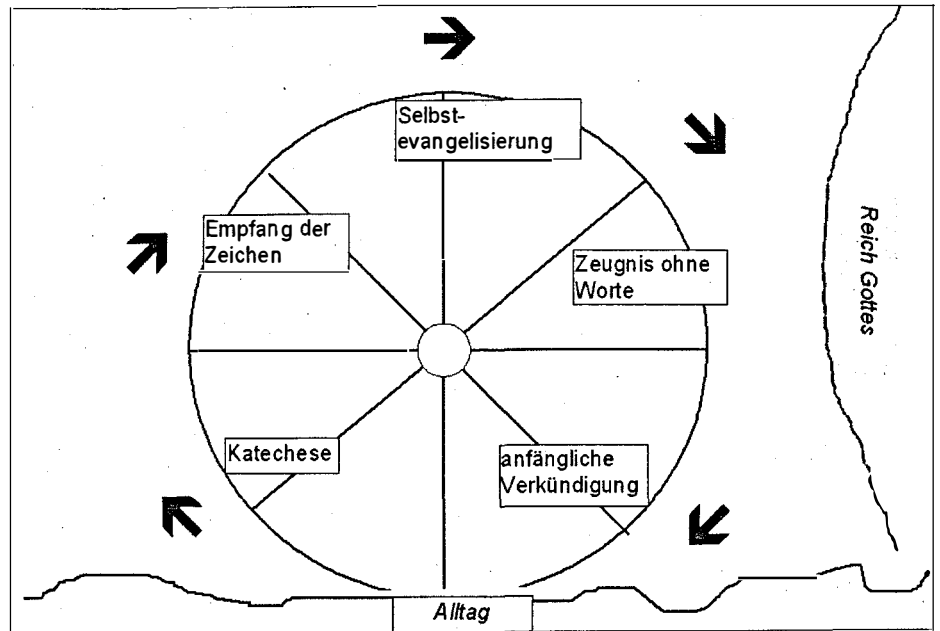 Selbst-
evangelisierung
Empfang der
Zeichen
Zeugnis ohne
Worte
Reich Gottes
Katechese
anfängliche
Verkündigung
Alltag